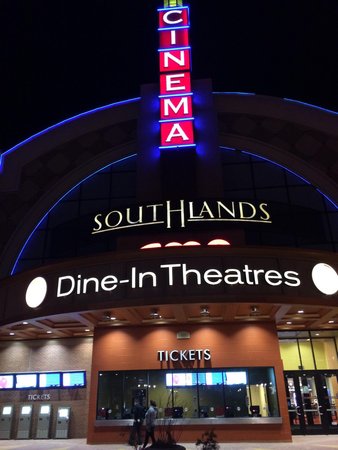 CINEMA
SOUTHLANDS
Dine-In Theatres
TICKETS
TICKETS